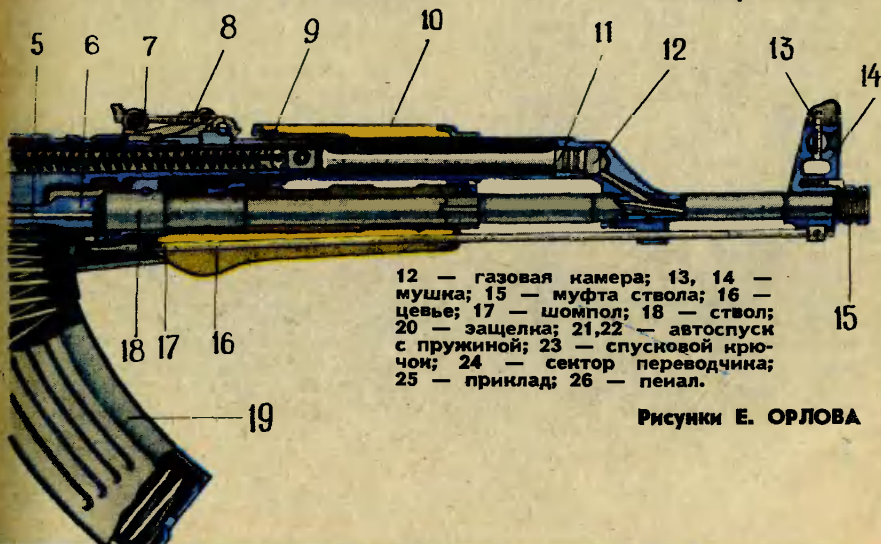 5 6 7 8 9 10 11 12 13 14
12 — газовая камера; 13, 14 —
мушка; 15 — муфта ствола; 16 —
цевье; 17 — шомпол; 18 — ствол;
20 — защелка; 21,22 — автоспуск
с пружиной; 23 — спусковой крю-
чок; 24 — сектор переводчика;
25 — приклад; 26 — пенал.
15
18 17 16
19
Рисунки Е. ОРЛОВА